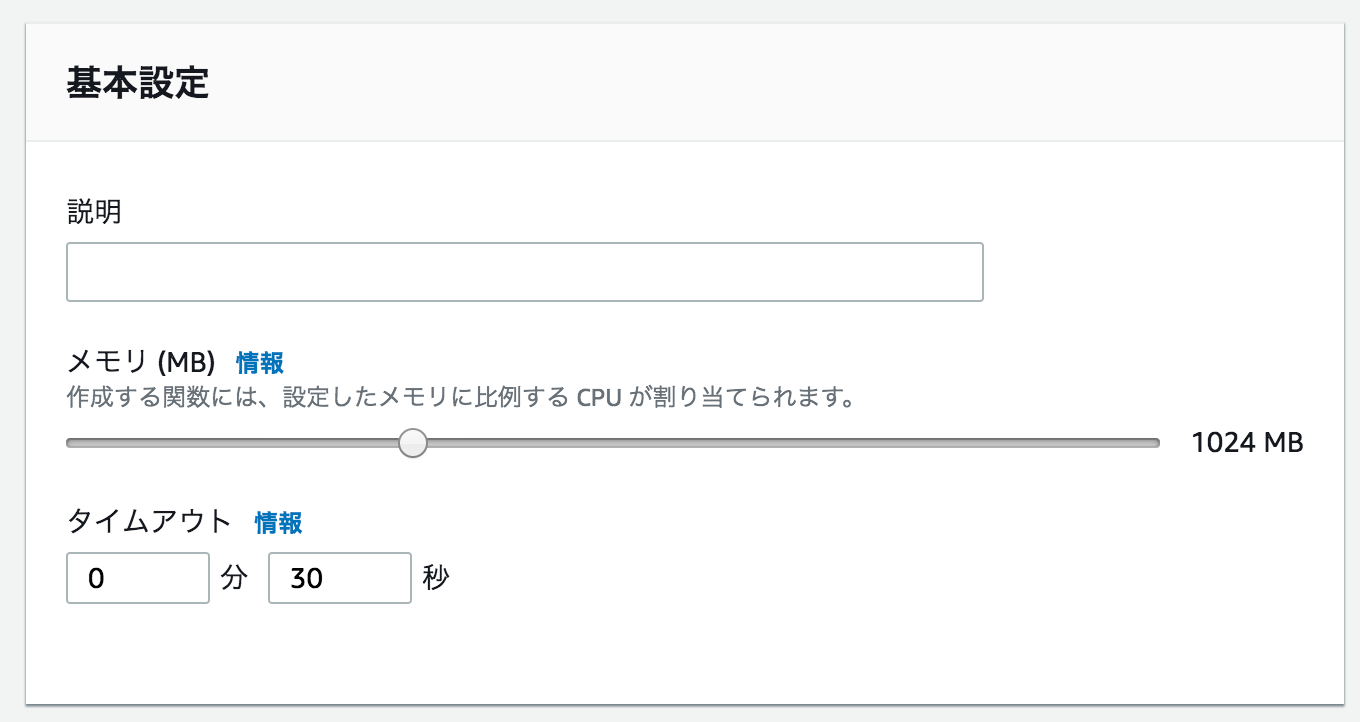 基本設定
説明
メモリ (MB) 情報
作成する関数には、設定したメモリに比例する CPU が割り当てられます。
1024 MB
タイムアウト 情報
0 分 30 秒